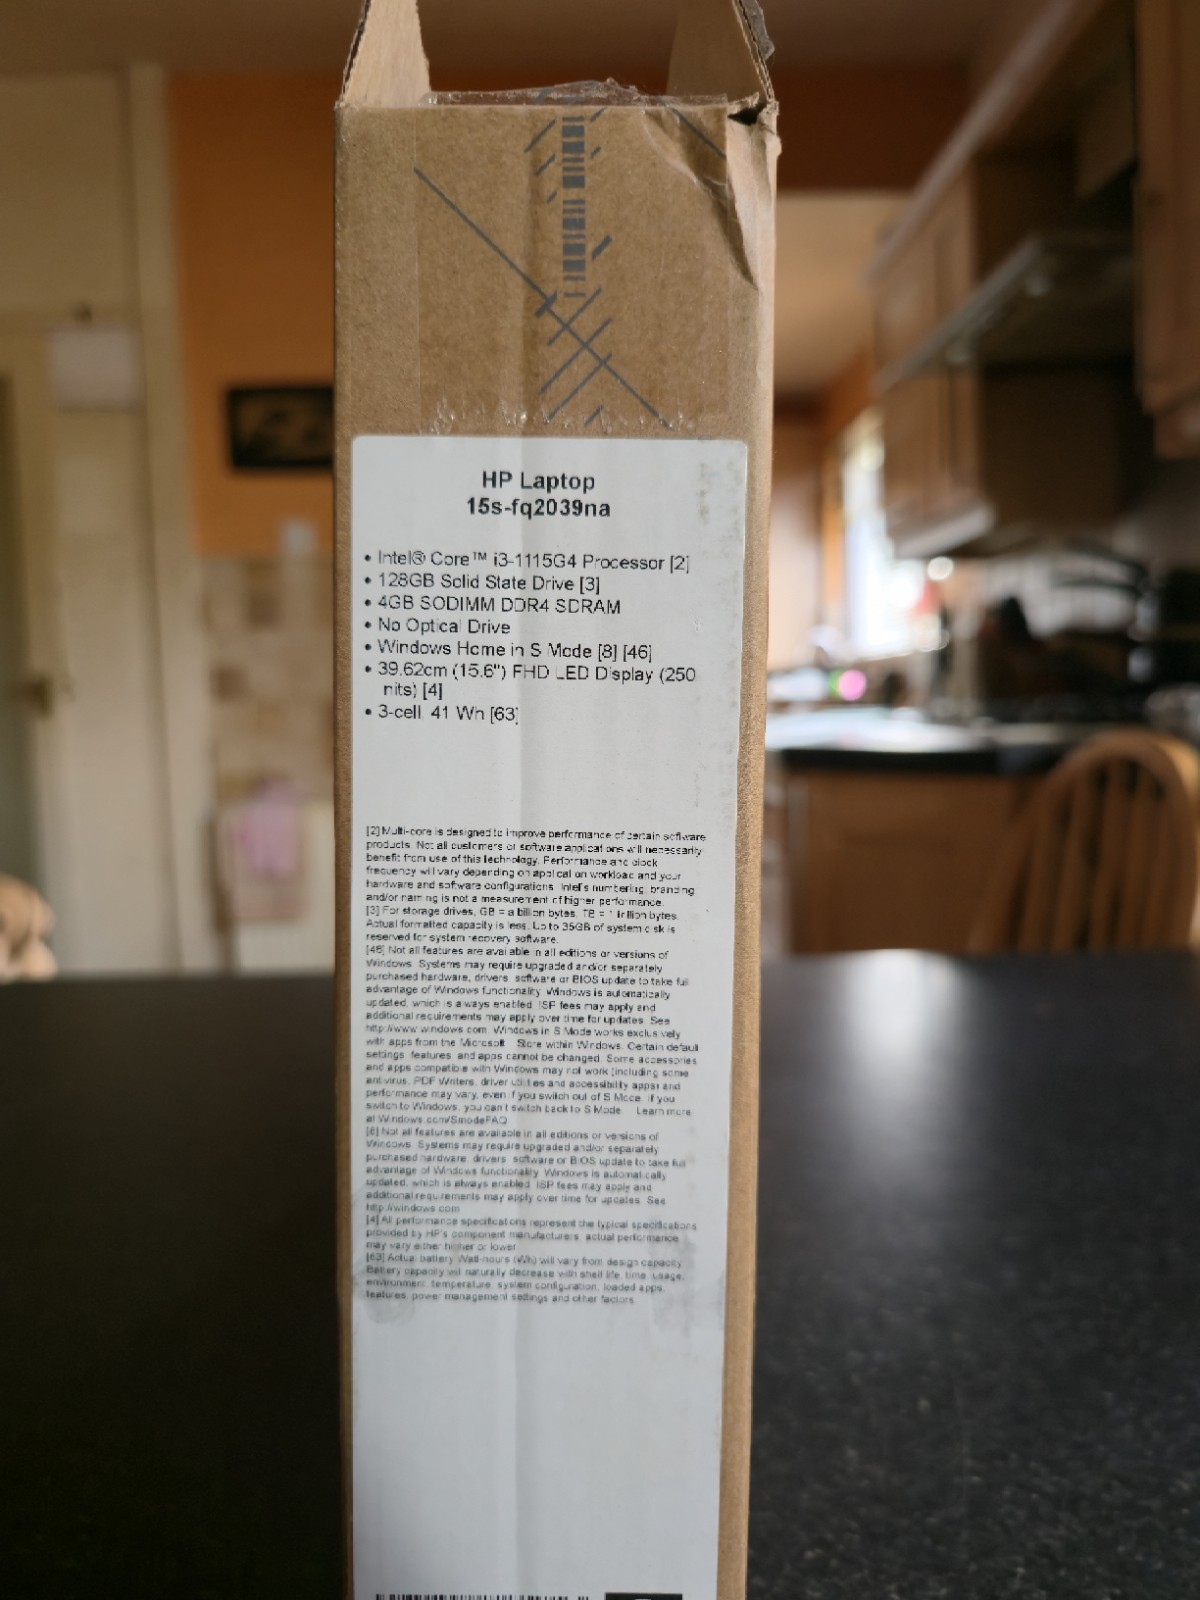 HP Laptop
15s-fq2039na
• Intel® Core™ i3-1115G4 Processor [2]
• 128GB Solid State Drive [3]
• 4GB SODIMM DDR4 SDRAM
• No Optical Drive
• Windows Home in S Mode [8] [46]
• 39.62cm (15.6") FHD LED Display (250
nits) [4]
• 3-cell, 41 Wh [63]
[2] Multi-core is designed to improve performance of certain software
products. Not all customers or software applications will necessarily
benefit from use of this technology. Performance and clock
frequency will vary depending on application workload and your
hardware and software configurations. Intel's numbering, branding
and/or naming is not a measurement of higher performance.
[3] For storage drives, GB = a billion bytes. TB = 1 trillion bytes.
Actual formatted capacity is less. Up to 35GB of system disk is
reserved for system recovery software.
[46] Not all features are available in all editions or versions of
Windows. Systems may require upgraded and/or separately
purchased hardware, drivers, software or BIOS update to take full
advantage of Windows functionality. Windows is automatically
updated, which is always enabled. ISP fees may apply and
additional requirements may apply over time for updates. See
http://www.windows.com. Windows in S Mode works exclusively
with apps from the Microsoft Store within Windows. Certain default
settings, features, and apps cannot be changed. Some accessories
and apps compatible with Windows may not work (including some
antivirus, PDF Writers, driver utilities and accessibility apps) and
performance may vary, even if you switch out of S Mode. If you
switch to Windows, you can't switch back to S Mode. Learn more
at Windows.com/SmodeFAQ
[8] Not all features are available in all editions or versions of
Windows. Systems may require upgraded and/or separately
purchased hardware, drivers, software or BIOS update to take full
advantage of Windows functionality. Windows is automatically
updated, which is always enabled. ISP fees may apply and
additional requirements may apply over time for updates. See
http://windows.com
[4] All performance specifications represent the typical specifications
provided by HP's component manufacturers; actual performance
may vary either higher or lower.
[63] Actual battery Watt-hours (Wh) will vary from design capacity.
Battery capacity will naturally decrease with shelf life, time, usage,
environment, temperature, system configuration, loaded apps,
features, power management settings and other factors.